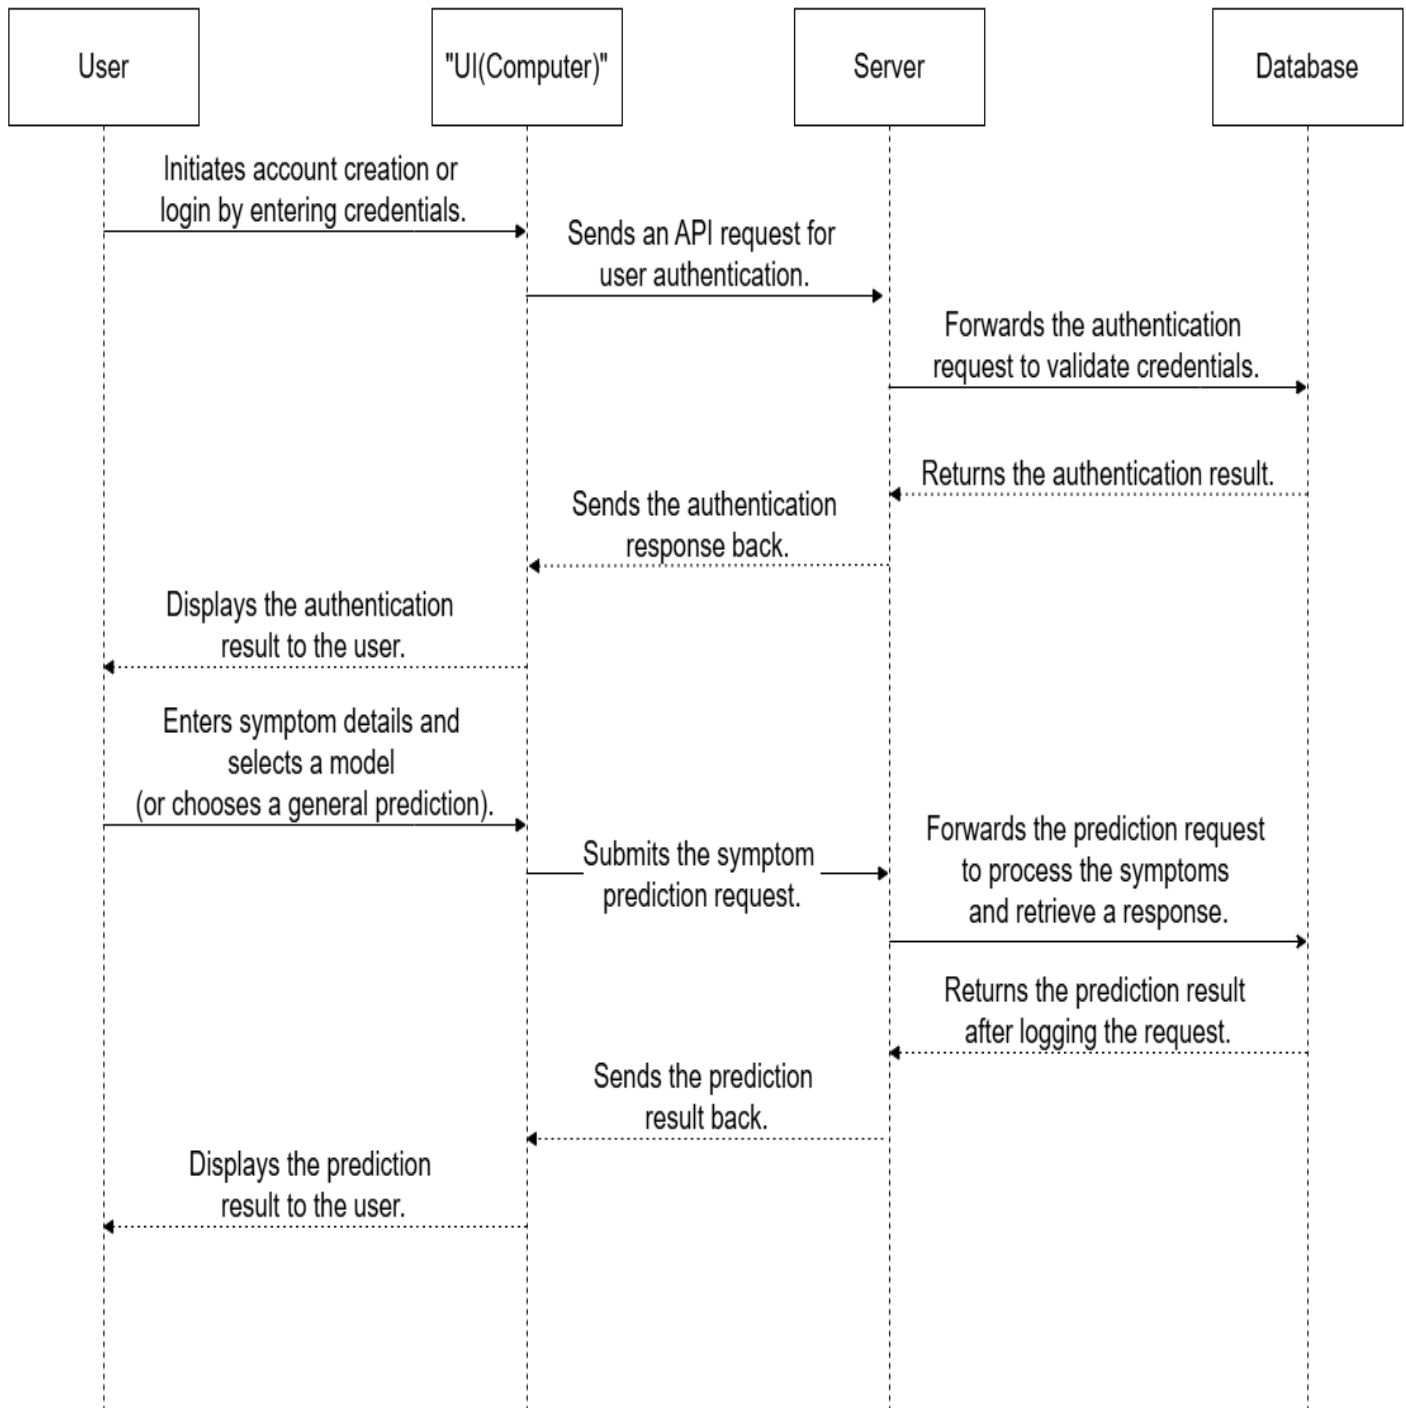 User
"UI(Computer)"
Server
Database
Initiates account creation or
login by entering credentials.
Sends an API request for
user authentication.
Forwards the authentication
request to validate credentials.
Returns the authentication result.
Sends the authentication
response back.
Displays the authentication
result to the user.
Enters symptom details and
selects a model
(or chooses a general prediction).
Submits the symptom
prediction request.
Forwards the prediction request
to process the symptoms
and retrieve a response.
Returns the prediction result
after logging the request.
Sends the prediction
result back.
Displays the prediction
result to the user.